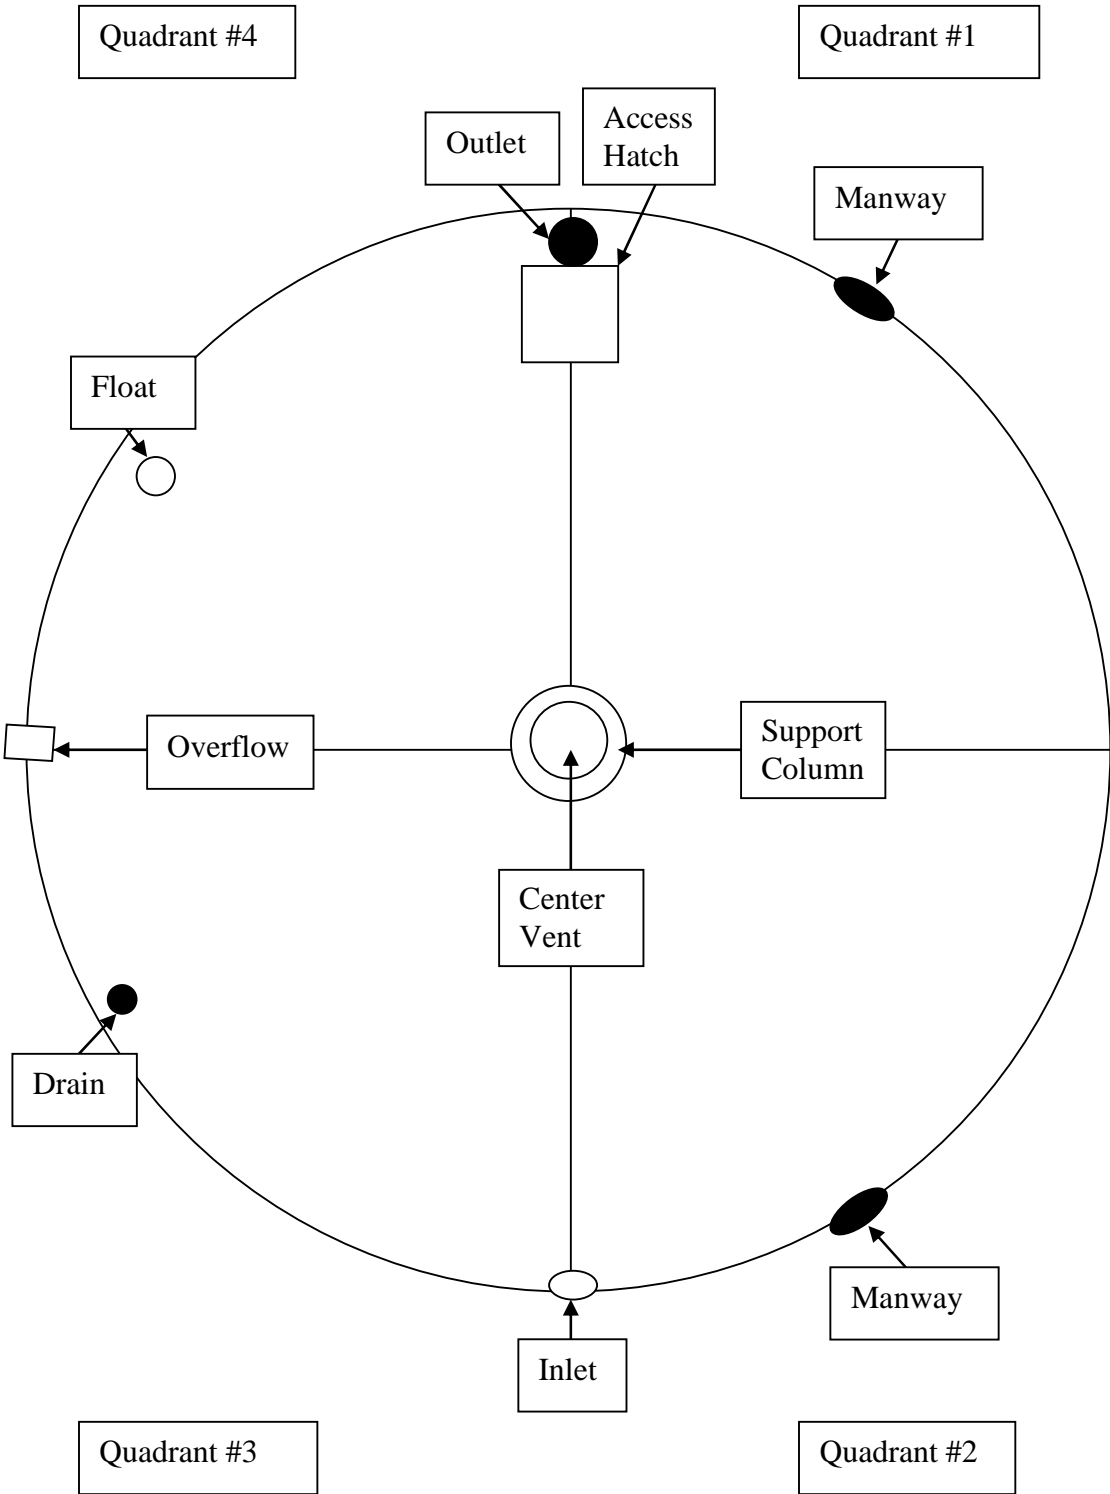 Quadrant #4
Quadrant #1
Outlet
Access
Hatch
Manway
Float
Overflow
Support
Column
Center
Vent
Drain
Manway
Inlet
Quadrant #3
Quadrant #2